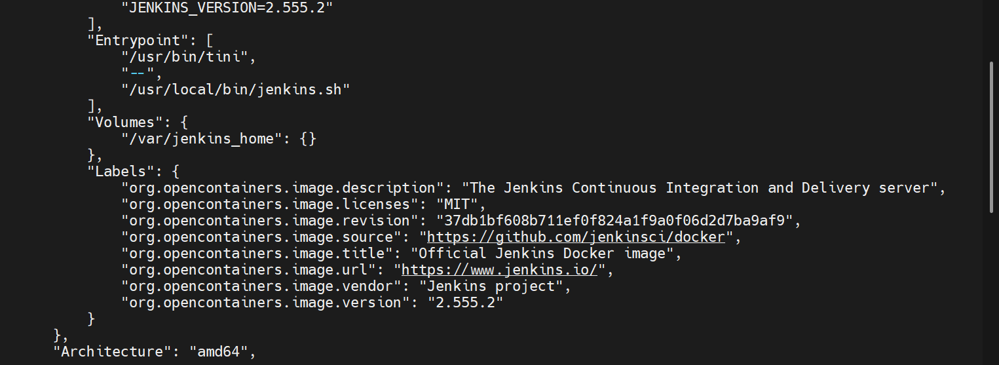 "JENKINS_VERSION=2.555.2"
],
"Entrypoint": [
"/usr/bin/tini",
"--",
"/usr/local/bin/jenkins.sh"
],
"Volumes": {
"/var/jenkins_home": {}
},
"Labels": {
"org.opencontainers.image.description": "The Jenkins Continuous Integration and Delivery server",
"org.opencontainers.image.licenses": "MIT",
"org.opencontainers.image.revision": "37db1bf608b711ef0f824a1f9a0f06d2d7ba9af9",
"org.opencontainers.image.source": "https://github.com/jenkinsci/docker",
"org.opencontainers.image.title": "Official Jenkins Docker image",
"org.opencontainers.image.url": "https://www.jenkins.io/",
"org.opencontainers.image.vendor": "Jenkins project",
"org.opencontainers.image.version": "2.555.2"
}
},
"Architecture": "amd64",